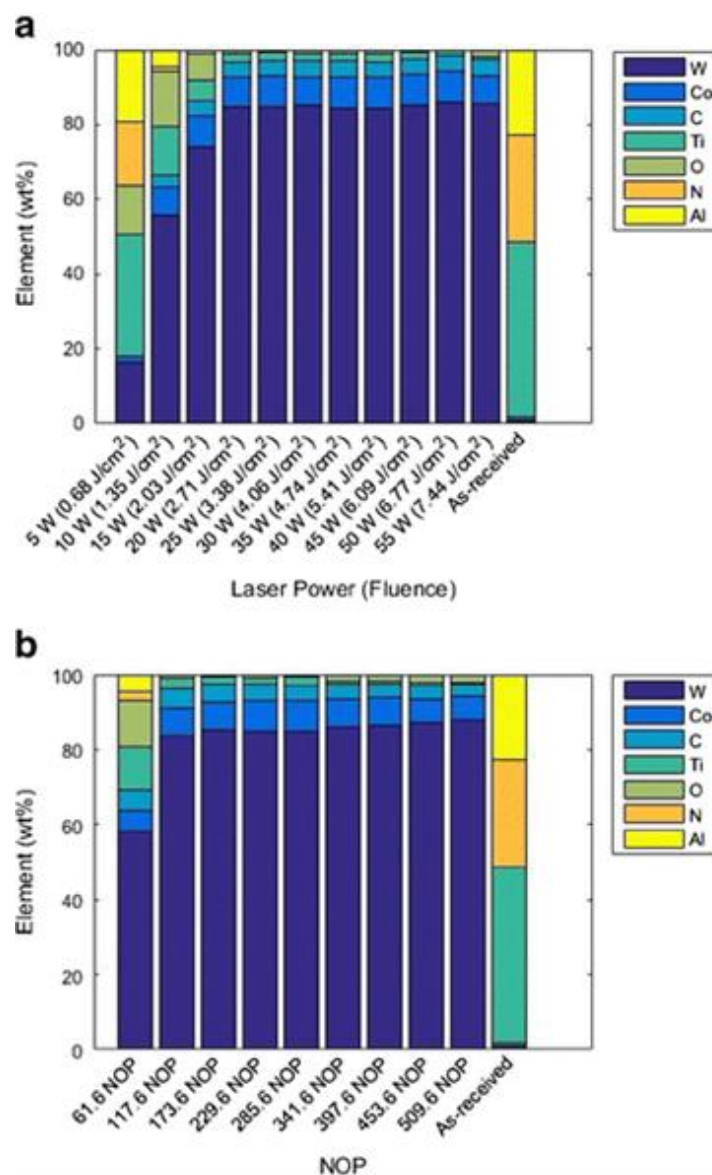 a
100
80
60
40
20
0
Element (wt%)
W
Co
C
Ti
O
N
Al
5 W (0.68 J/cm²)
10 W (1.35 J/cm²)
15 W (2.03 J/cm²)
20 W (2.71 J/cm²)
25 W (3.38 J/cm²)
30 W (4.06 J/cm²)
35 W (4.74 J/cm²)
40 W (5.41 J/cm²)
45 W (6.09 J/cm²)
50 W (6.77 J/cm²)
55 W (7.44 J/cm²)
As-received
Laser Power (Fluence)
b
100
80
60
40
20
0
Element (wt%)
W
Co
C
Ti
O
N
Al
61.6 NOP
117.6 NOP
173.6 NOP
229.6 NOP
285.6 NOP
341.6 NOP
397.6 NOP
453.6 NOP
509.6 NOP
As-received
NOP